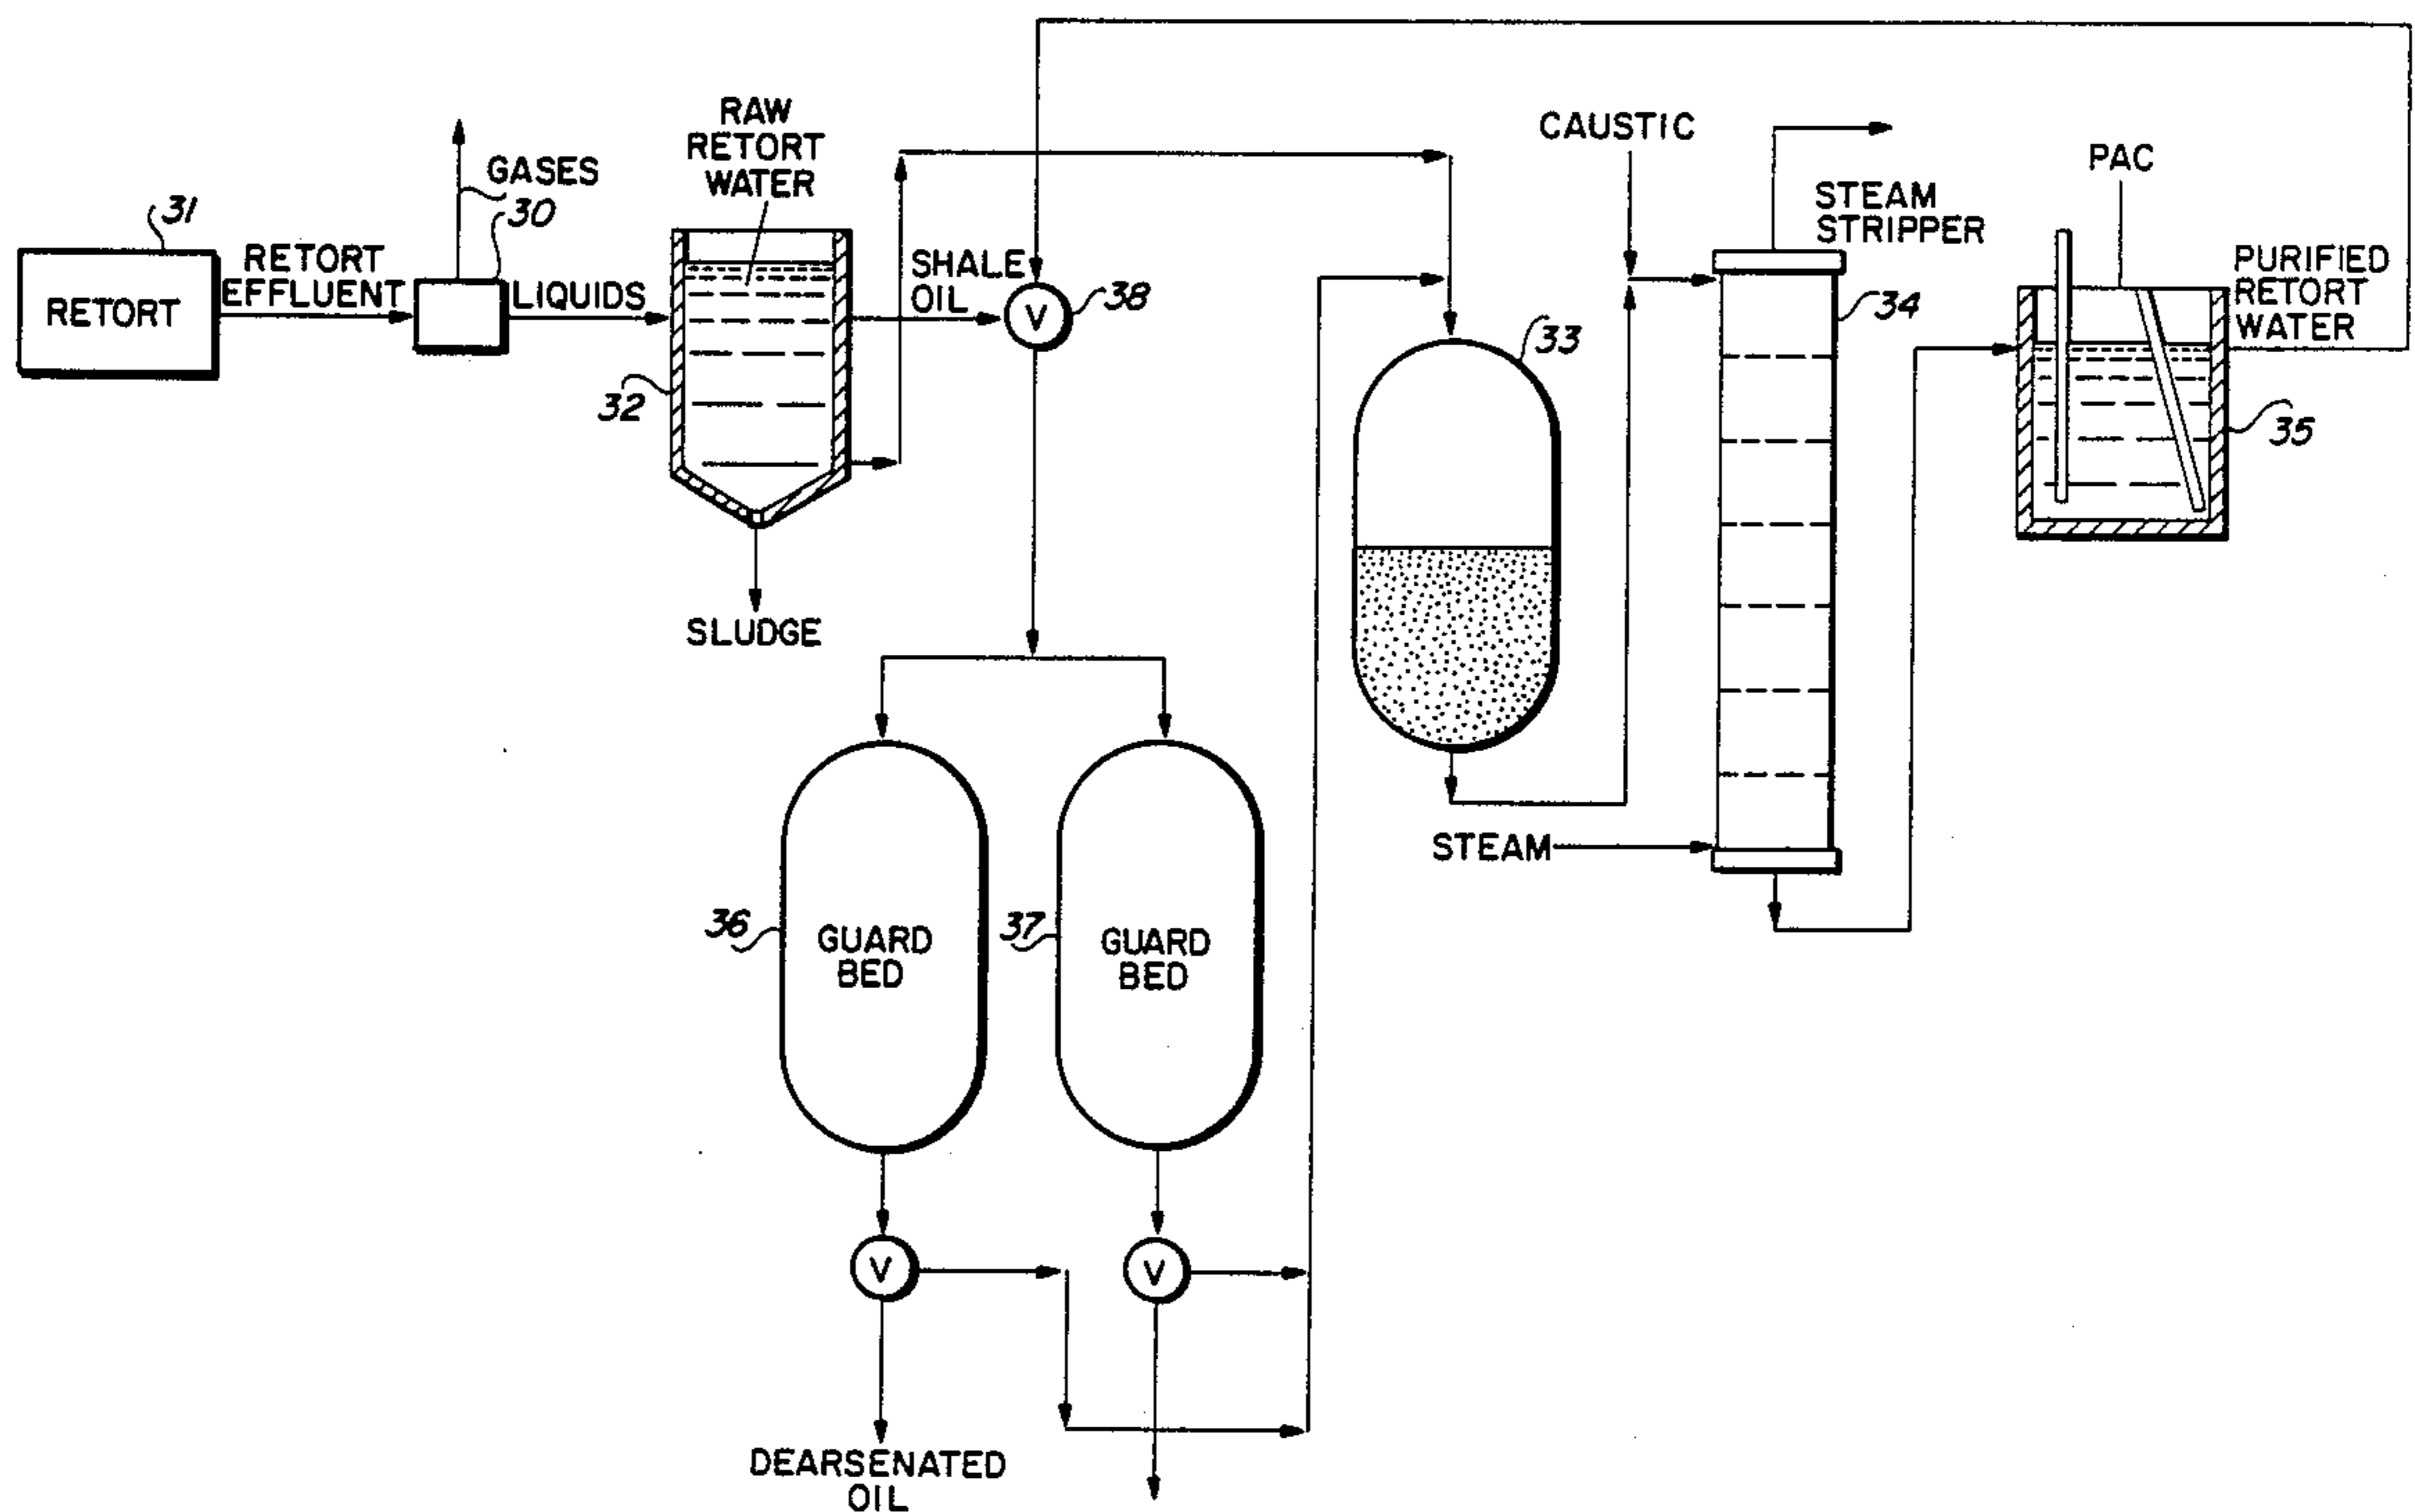 RAW
RETORT
WATER
CAUSTIC
PAC
GASES
31
30
RETORT
EFFLUENT
RETORT
LIQUIDS
SHALE
OIL
V
38
STEAM
STRIPPER
PURIFIED
RETORT
WATER
34
33
32
35
SLUDGE
STEAM
36
GUARD
BED
37
GUARD
BED
V
V
DEARSENATED
OIL